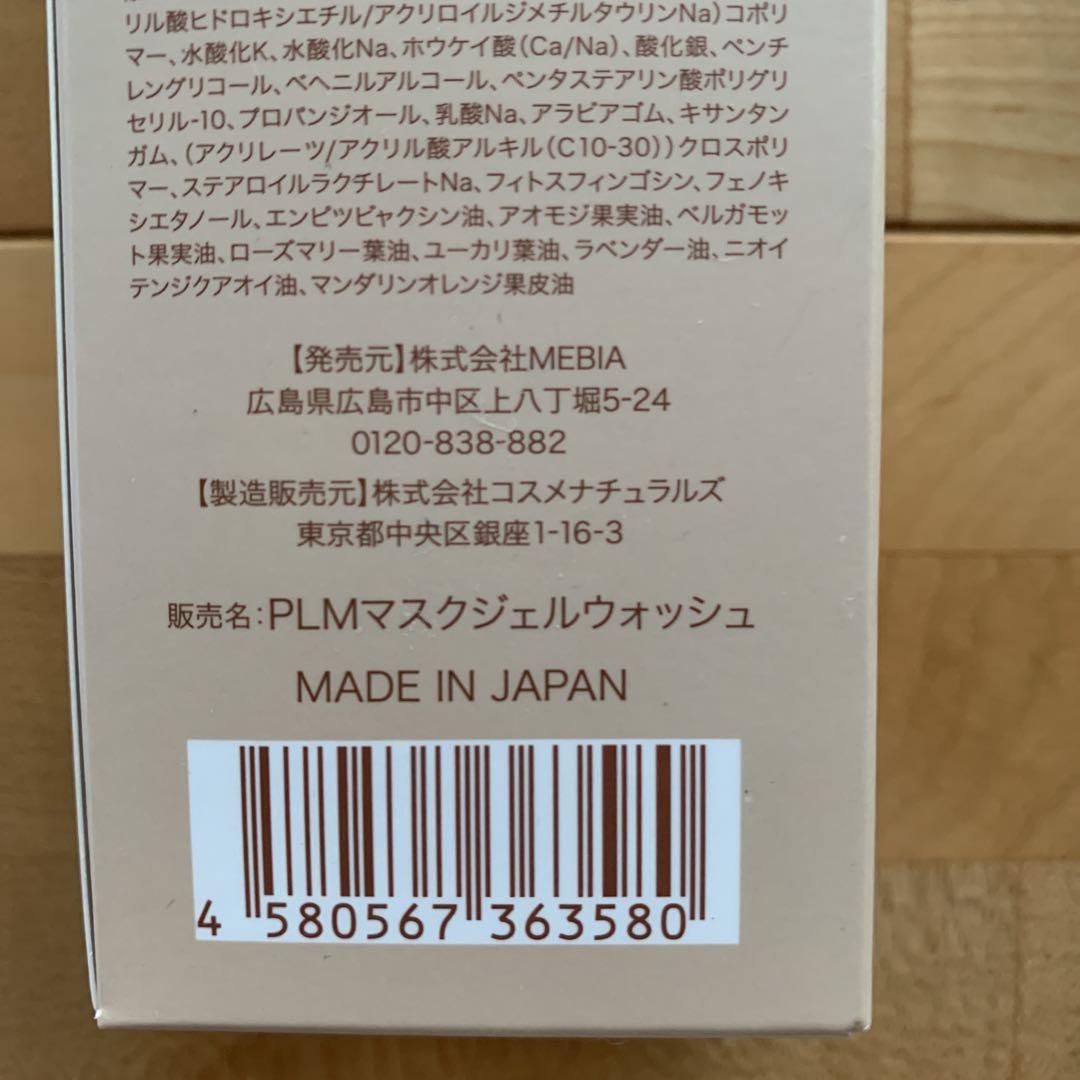 リル酸ヒドロキシエチル/アクリロイルジメチルタウリンNa)コポリ
マー、水酸化K、水酸化Na、ホウケイ酸(Ca/Na)、酸化銀、ペンチ
レングリコール、ベヘニルアルコール、ペンタステアリン酸ポリグリ
セリル-10、プロパンジオール、乳酸Na、アラビアゴム、キサンタン
ガム、(アクリレーツ/アクリル酸アルキル(C10-30))クロスポリ
マー、ステアロイルラクチレートNa、フィトスフィンゴシン、フェノキ
シエタノール、エンピツビャクシン油、アオモジ果実油、ベルガモッ
ト果実油、ローズマリー葉油、ユーカリ葉油、ラベンダー油、ニオイ
テンジクアオイ油、マンダリンオレンジ果皮油
【発売元】株式会社MEBIA
広島県広島市中区上八丁堀5-24
0120-838-882
【製造販売元】株式会社コスメナチュラルズ
東京都中央区銀座1-16-3
販売名:PLMマスクジェルウォッシュ
MADE IN JAPAN
4 580567 363580